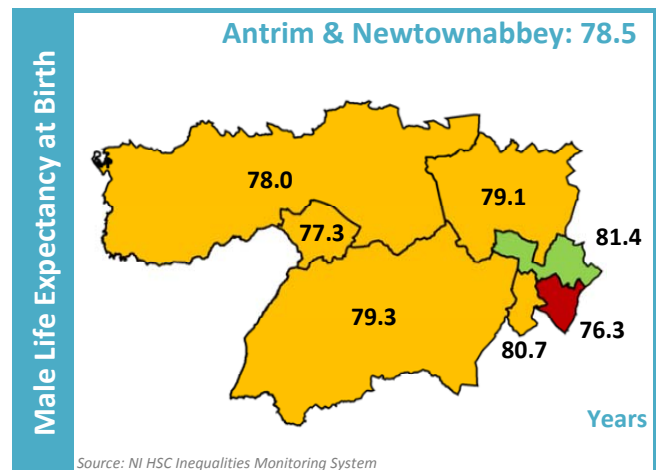 Male Life Expectancy at Birth
Antrim & Newtownabbey: 78.5
78.0
79.1
77.3
81.4
79.3
76.3
80.7
Years
Source: NI HSC Inequalities Monitoring System